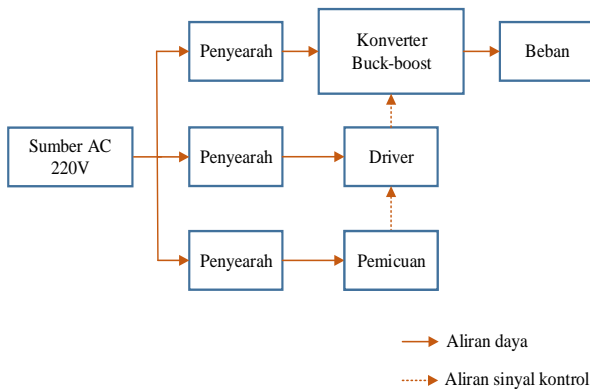 Penyearah
Konverter
Buck-boost
Beban
Sumber AC
220V
Penyearah
Driver
Penyearah
Pemicuan
Aliran daya
Aliran sinyal kontrol